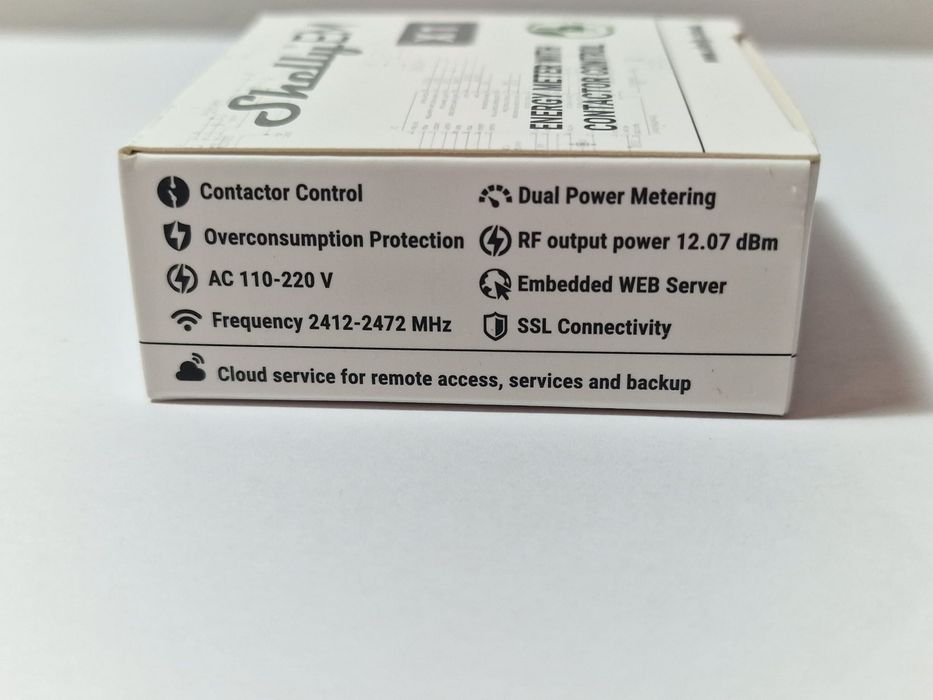 ShellyEM
ENERGY METER WITH
CONTACTOR CONTROL
Contactor Control
Overconsumption Protection
AC 110-220 V
Frequency 2412-2472 MHz
Dual Power Metering
RF output power 12.07 dBm
Embedded WEB Server
SSL Connectivity
Cloud service for remote access, services and backup